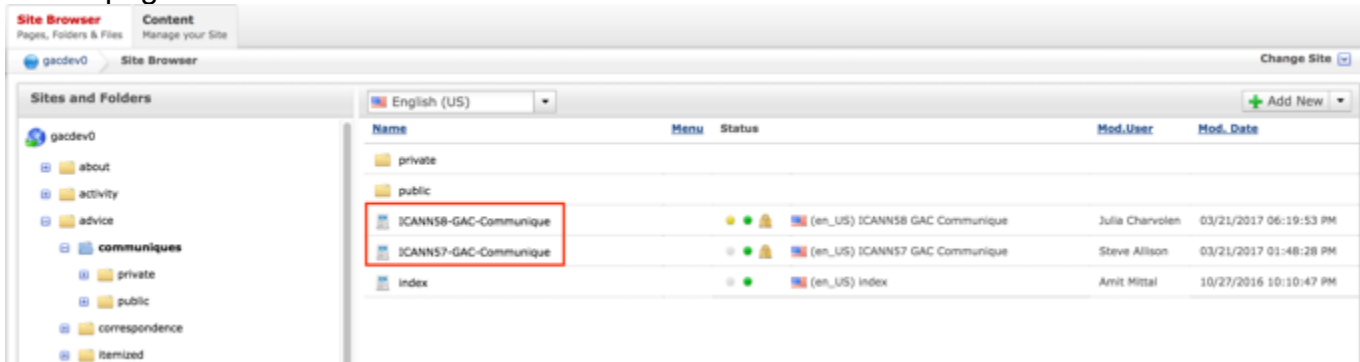 Site Browser Content
Pages, Folders & Files Manage your Site
gacdev0 Site Browser Change Site
Sites and Folders English (US) Add New
gacdev0 Name Menu Status Mod.User Mod. Date
about private
activity public
advice ICANN58-GAC-Communique (en_US) ICANN58 GAC Communique Julia Charvolen 03/21/2017 06:19:53 PM
communiques ICANN57-GAC-Communique (en_US) ICANN57 GAC Communique Steve Allison 03/21/2017 01:48:28 PM
private index (en_US) index Amit Mittal 10/27/2016 10:10:47 PM
public
correspondence
itemized